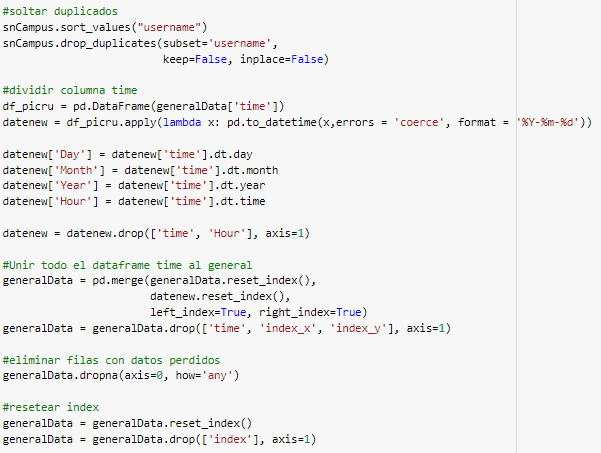 #soltar duplicados
snCampus.sort_values("username")
snCampus.drop_duplicates(subset='username',
                         keep=False, inplace=False)

#dividir columna time
df_picru = pd.DataFrame(generalData['time'])
datenew = df_picru.apply(lambda x: pd.to_datetime(x,errors = 'coerce', format = '%Y-%m-%d'))

datenew['Day'] = datenew['time'].dt.day
datenew['Month'] = datenew['time'].dt.month
datenew['Year'] = datenew['time'].dt.year
datenew['Hour'] = datenew['time'].dt.time

datenew = datenew.drop(['time', 'Hour'], axis=1)

#Unir todo el dataframe time al general
generalData = pd.merge(generalData.reset_index(),
                       datenew.reset_index(),
                       left_index=True, right_index=True)
generalData = generalData.drop(['time', 'index_x', 'index_y'], axis=1)

#eliminar filas con datos perdidos
generalData.dropna(axis=0, how='any')

#resetear index
generalData = generalData.reset_index()
generalData = generalData.drop(['index'], axis=1)